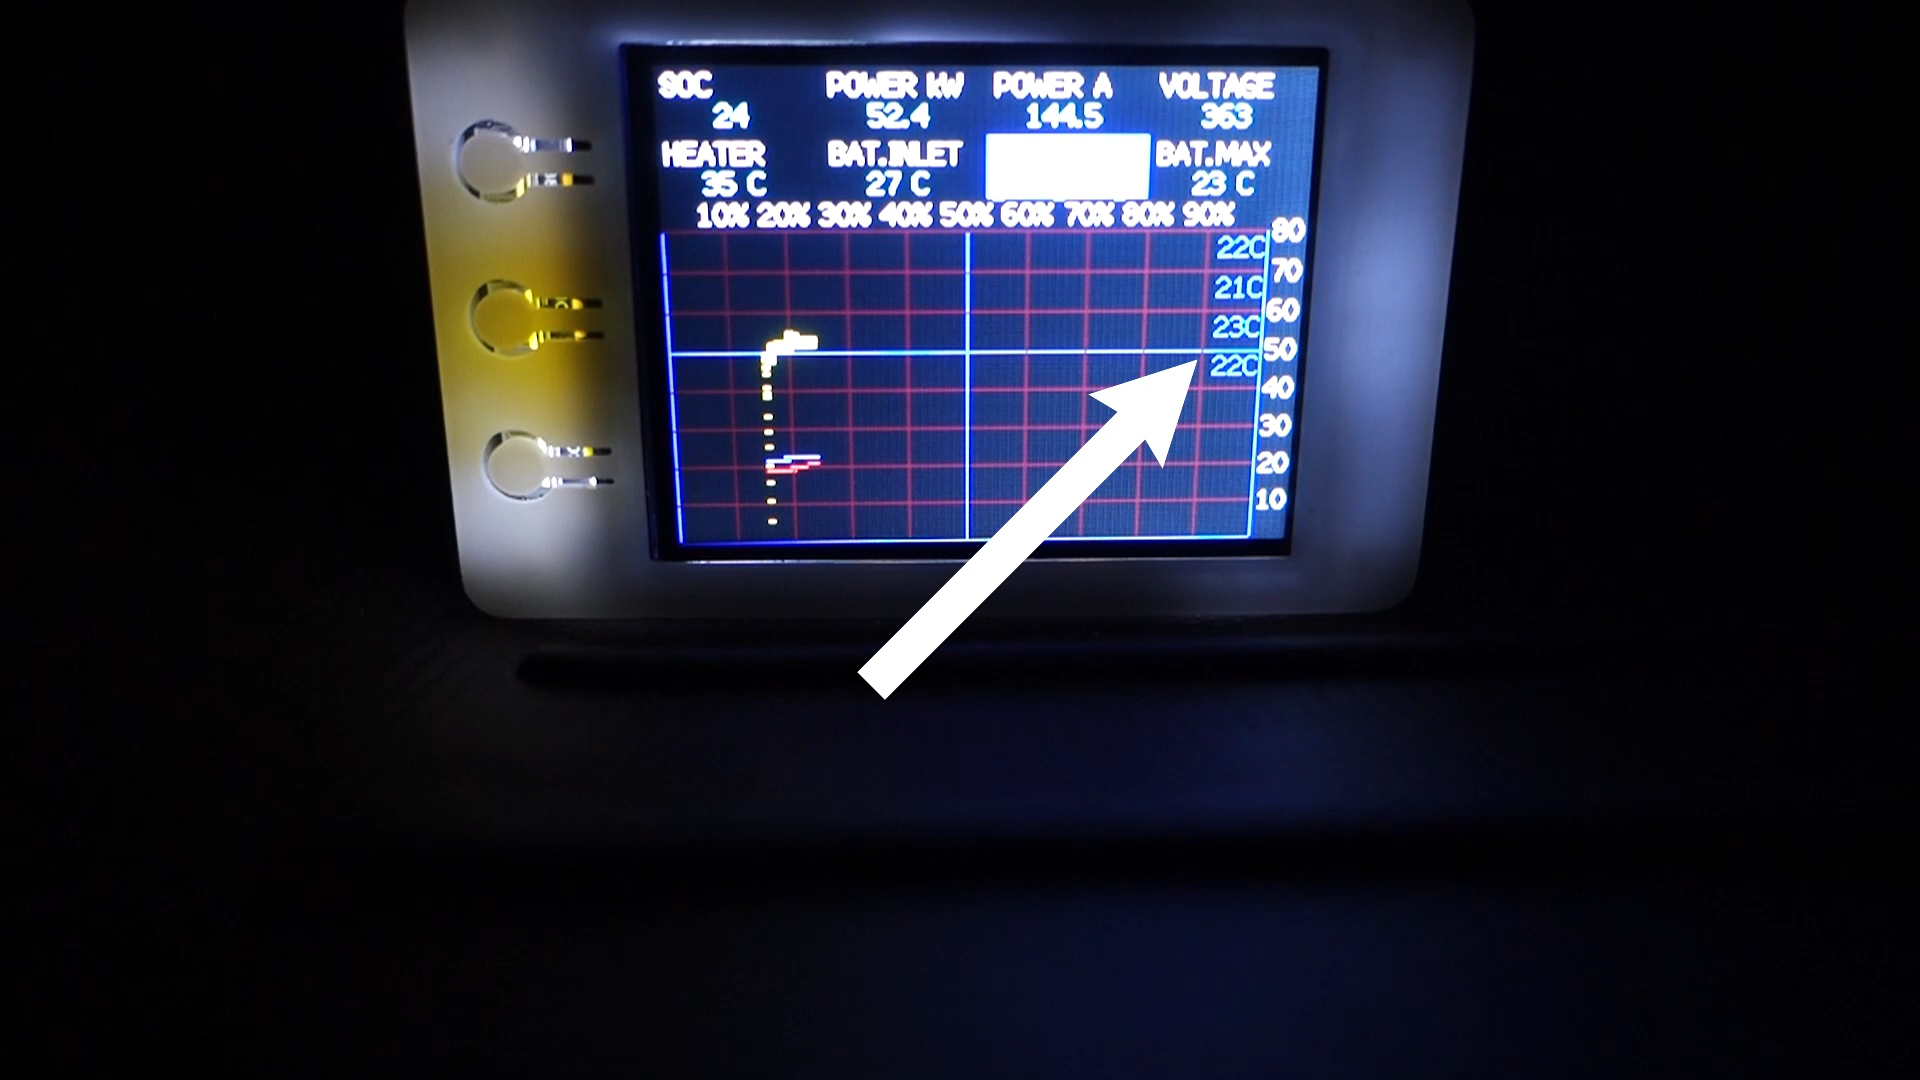 SOC POWER kW POWER A VOLTAGE
24 52.4 144.5 363
HEATER BAT.INLET BAT.MAX
35 C 27 C 23 C
10% 20% 30% 40% 50% 60% 70% 80% 90%
80
22C
70
21C
60
23C
50
22C
40
30
20
10